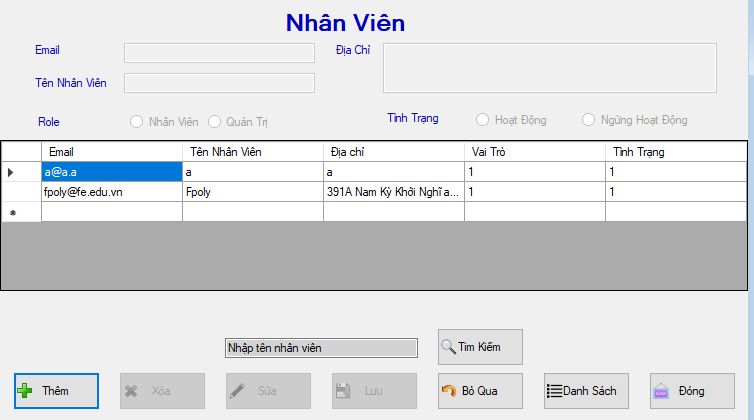 Nhân Viên
Email
Địa Chỉ
Tên Nhân Viên
Role Nhân Viên Quản Trị Tình Trạng Hoạt Động Ngừng Hoạt Động
Email Tên Nhân Viên Địa chỉ Vai Trò Tình Trạng
a@a.a a a 1 1
fpoly@fe.edu.vn Fpoly 391A Nam Kỳ Khởi Nghĩ a... 1 1
Nhập tên nhân viên Tìm Kiếm
Thêm Xóa Sửa Lưu Bỏ Qua Danh Sách Đóng